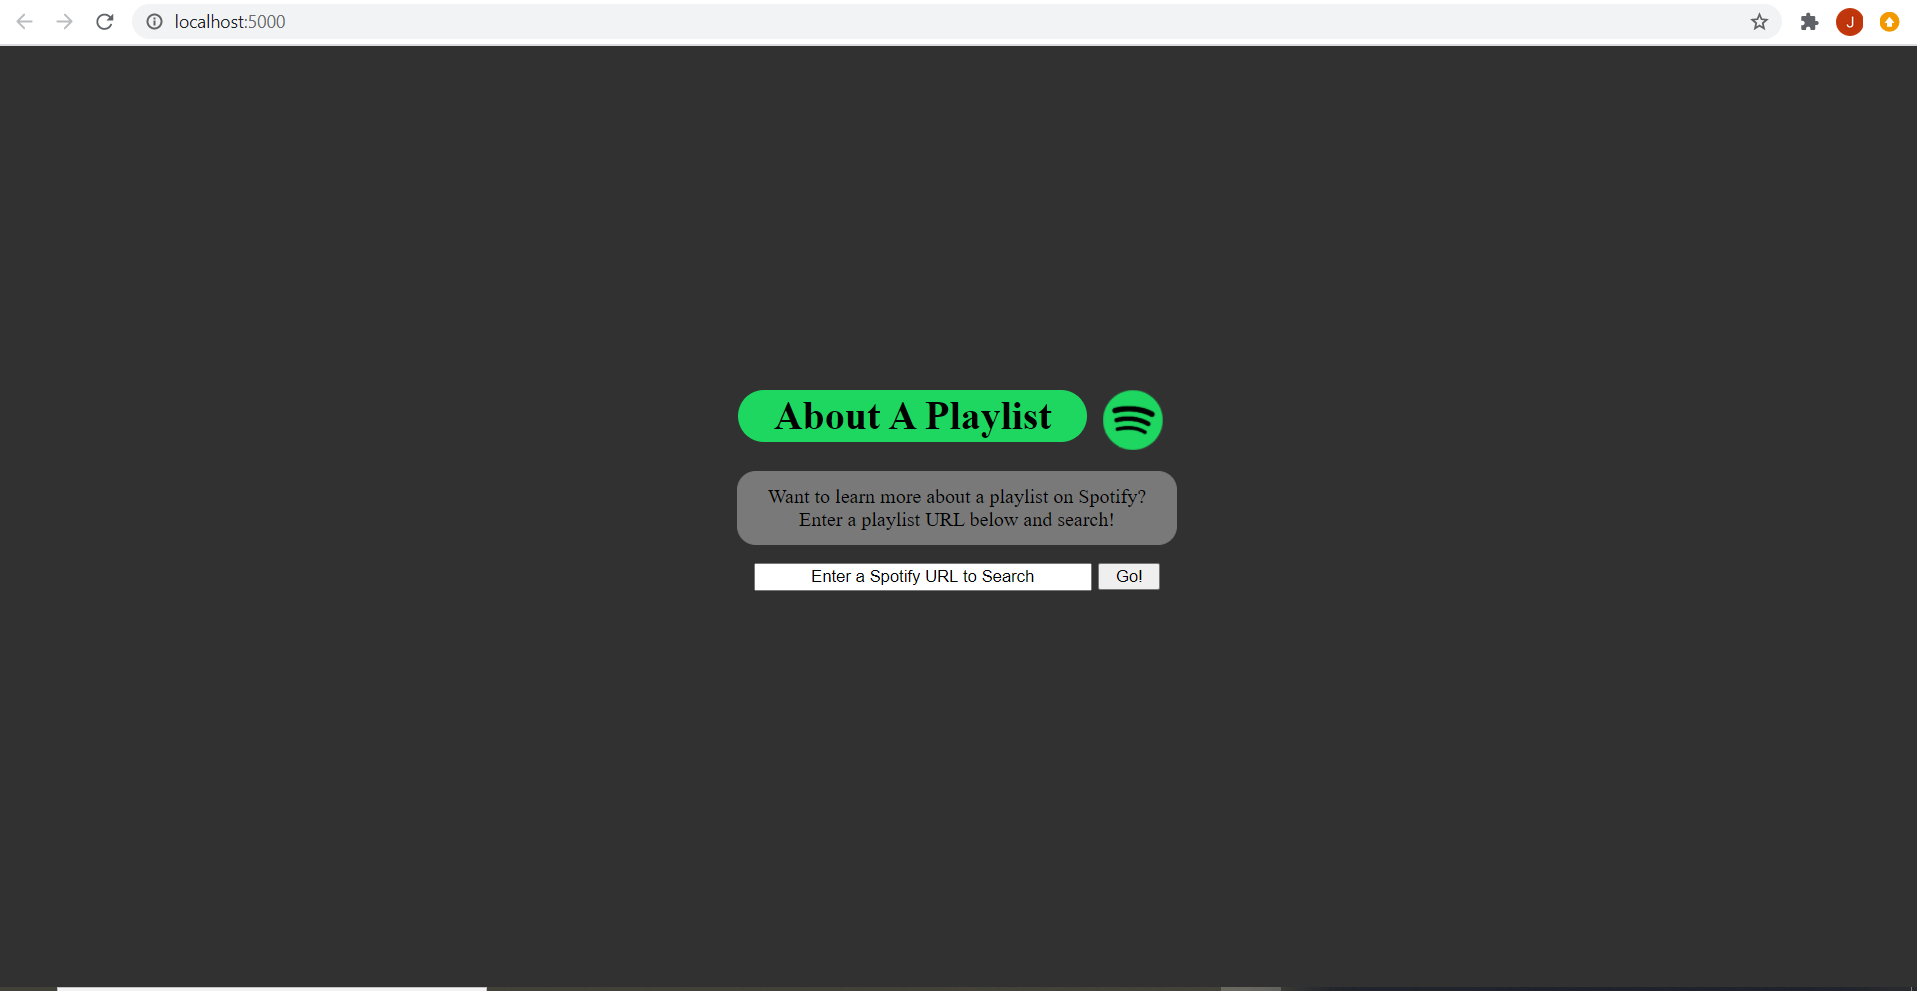 localhost:5000
J
About A Playlist
Want to learn more about a playlist on Spotify?
Enter a playlist URL below and search!
Enter a Spotify URL to Search
Go!